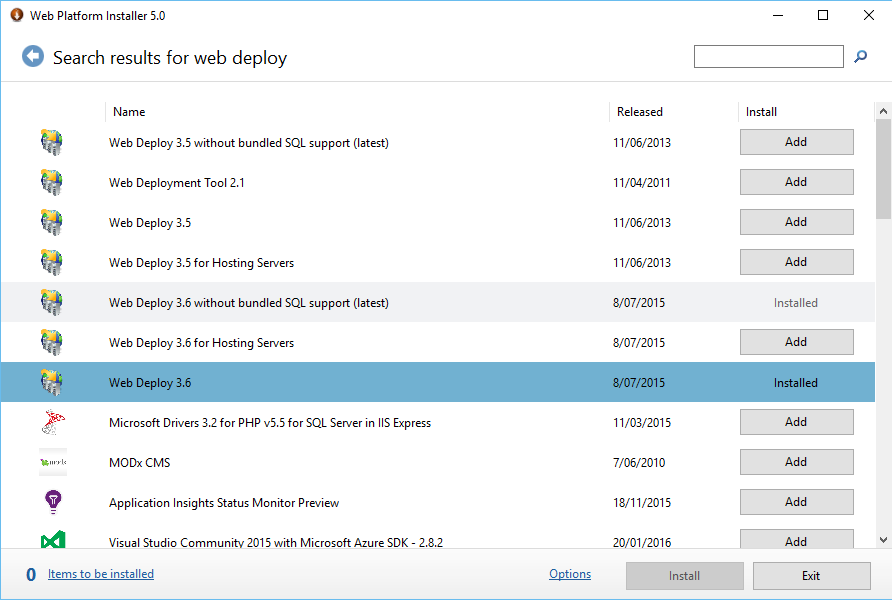 Web Platform Installer 5.0
Search results for web deploy
Name Released Install
Web Deploy 3.5 without bundled SQL support (latest) 11/06/2013 Add
Web Deployment Tool 2.1 11/04/2011 Add
Web Deploy 3.5 11/06/2013 Add
Web Deploy 3.5 for Hosting Servers 11/06/2013 Add
Web Deploy 3.6 without bundled SQL support (latest) 8/07/2015 Installed
Web Deploy 3.6 for Hosting Servers 8/07/2015 Add
Web Deploy 3.6 8/07/2015 Installed
Microsoft Drivers 3.2 for PHP v5.5 for SQL Server in IIS Express 11/03/2015 Add
MODx CMS 7/06/2010 Add
Application Insights Status Monitor Preview 18/11/2015 Add
Visual Studio Community 2015 with Microsoft Azure SDK - 2.8.2 20/01/2016 Add
0 Items to be installed Options Install Exit